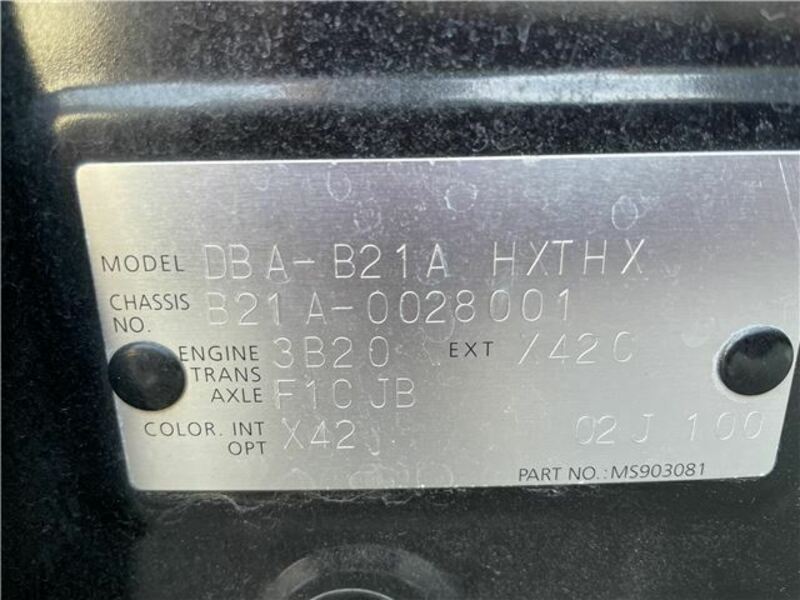 MODEL DBA-B21A HXTHX
CHASSIS NO. B21A-0028001
ENGINE 3B20 EXT X42C
TRANS AXLE F1CJB
COLOR. INT OPT X42J 02J 100
PART NO.: MS903081